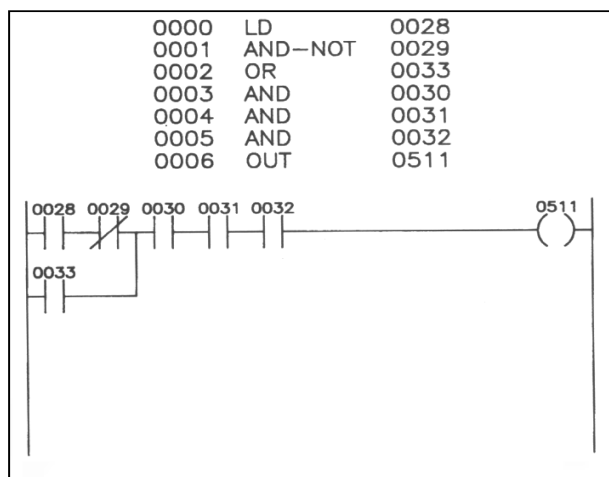 0000 LD 0028
0001 AND-NOT 0029
0002 OR 0033
0003 AND 0030
0004 AND 0031
0005 AND 0032
0006 OUT 0511
0028 0029 0030 0031 0032 0511
0033